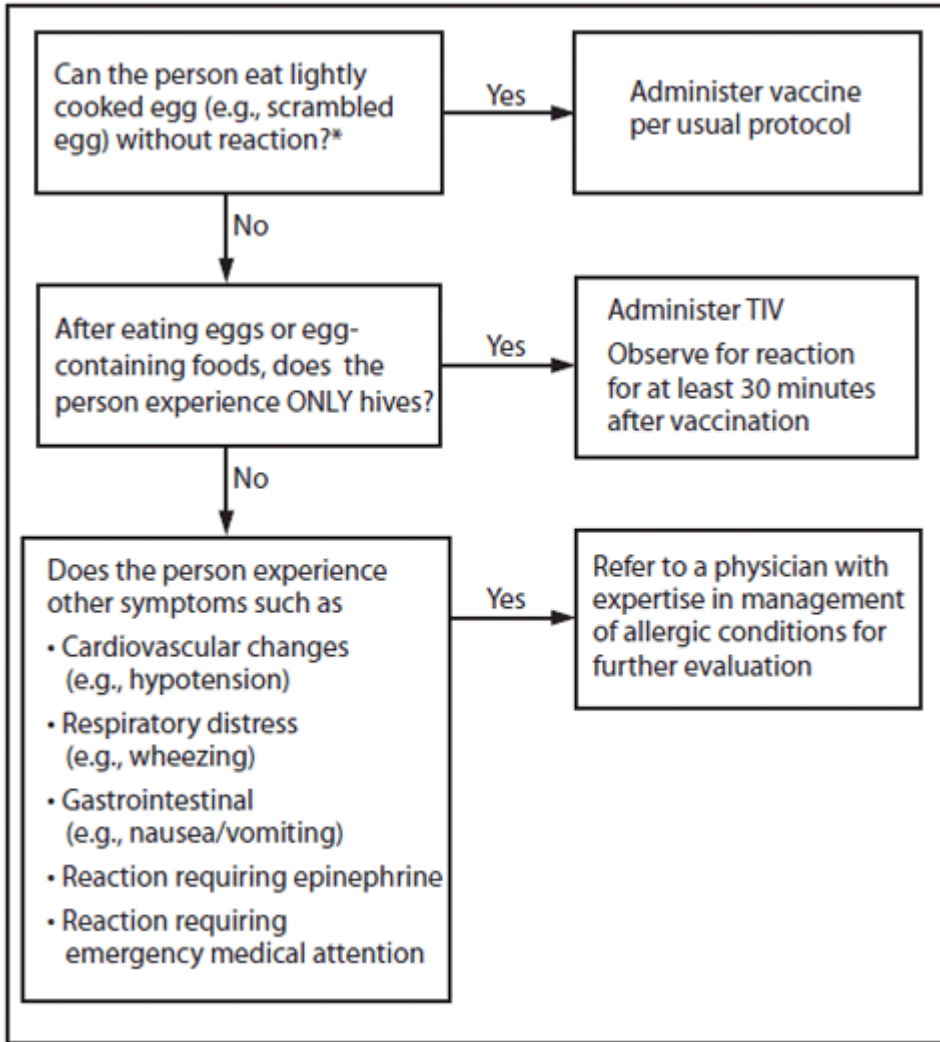 Can the person eat lightly
cooked egg (e.g., scrambled
egg) without reaction?*
Yes
Administer vaccine
per usual protocol
No
After eating eggs or egg-
containing foods, does the
person experience ONLY hives?
Yes
Administer TIV
Observe for reaction
for at least 30 minutes
after vaccination
No
Does the person experience
other symptoms such as
• Cardiovascular changes
(e.g., hypotension)
• Respiratory distress
(e.g., wheezing)
• Gastrointestinal
(e.g., nausea/vomiting)
• Reaction requiring epinephrine
• Reaction requiring
emergency medical attention
Yes
Refer to a physician with
expertise in management
of allergic conditions for
further evaluation